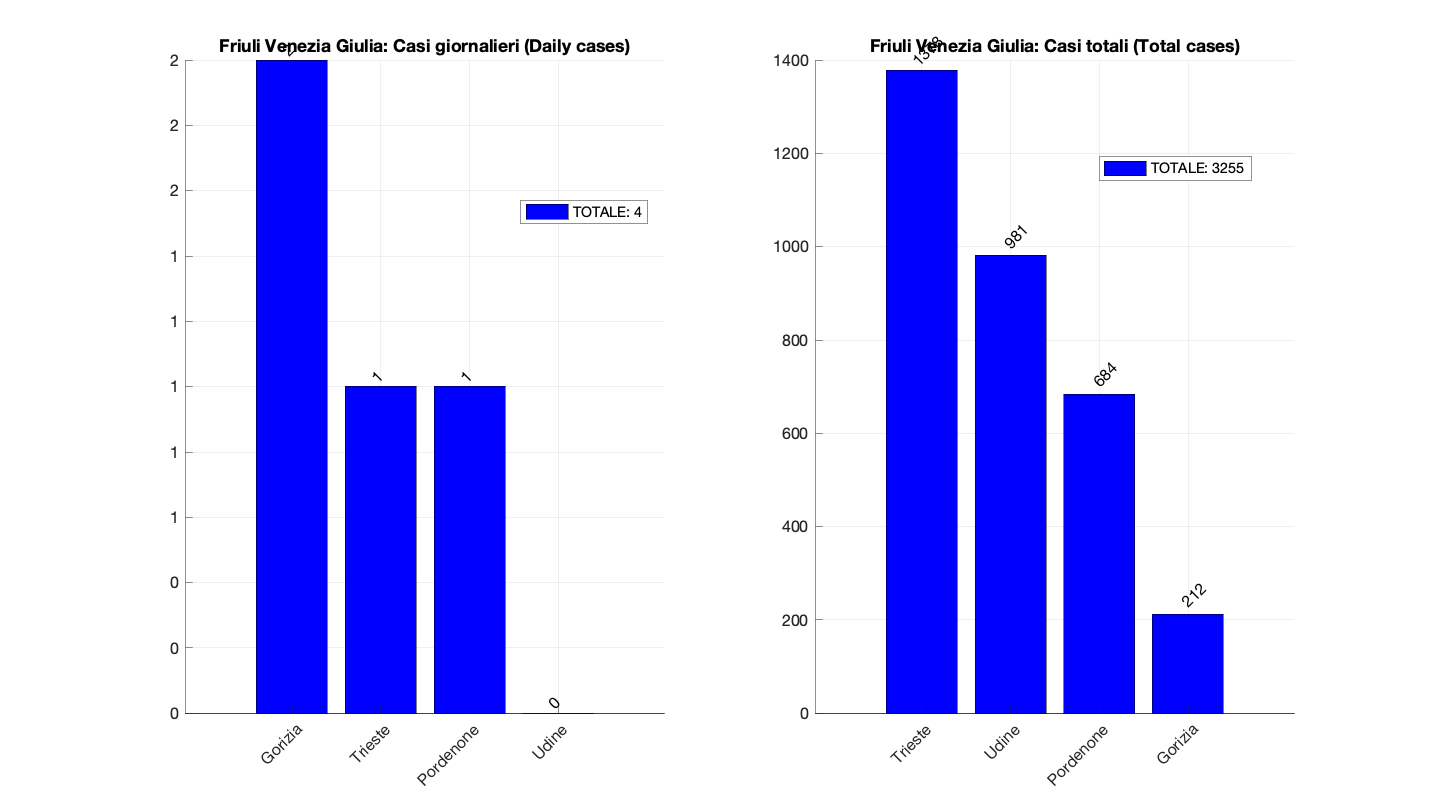 Friuli Venezia Giulia: Casi giornalieri (Daily cases)
2
2
2
2
1
1
1
1
1
0
0
0
TOTALE: 4
1
1
0
Gorizia
Trieste
Pordenone
Udine
Friuli Venezia Giulia: Casi totali (Total cases)
1378
1400
1200
1000
800
600
400
200
0
TOTALE: 3255
981
684
212
Trieste
Udine
Pordenone
Gorizia